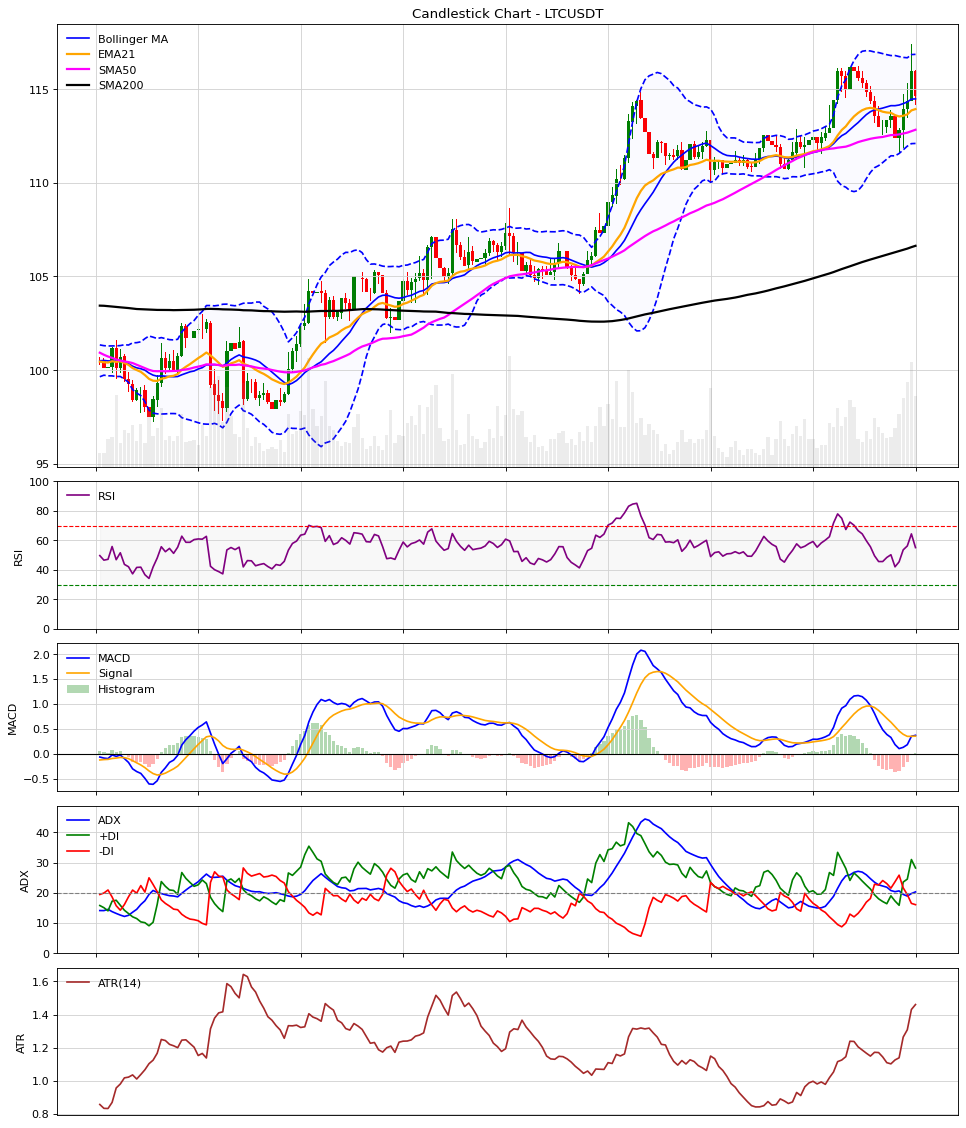 Candlestick Chart - LTCUSDT
Bollinger MA
EMA21
SMA50
SMA200
115
110
105
100
95
100
80
60
40
20
0
RSI
RSI
2.0
1.5
1.0
0.5
0.0
−0.5
MACD
MACD
Signal
Histogram
40
30
20
10
0
ADX
ADX
+DI
-DI
1.6
1.4
1.2
1.0
0.8
ATR
ATR(14)